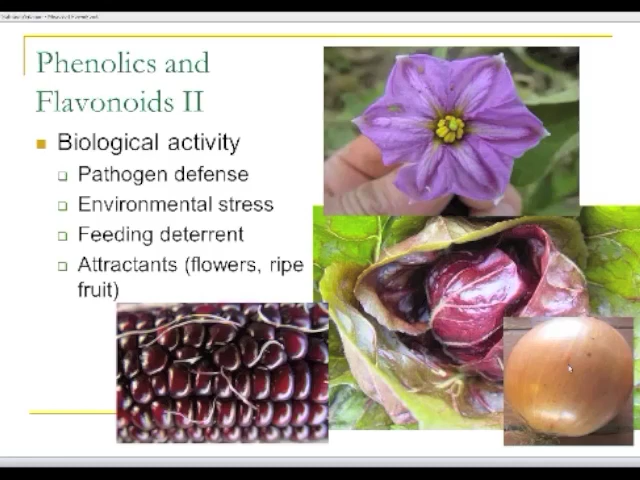 Phenolics and
Flavonoids II
Biological activity
Pathogen defense
Environmental stress
Feeding deterrent
Attractants (flowers, ripe
fruit)